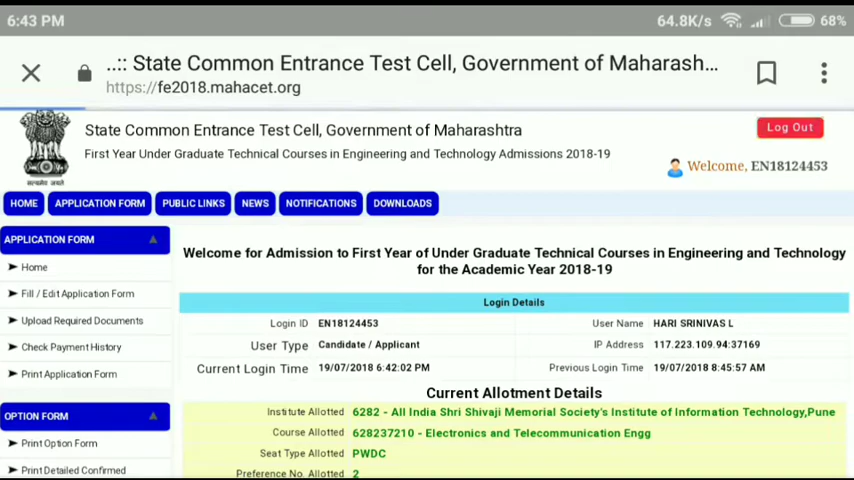 6:43 PM 64.8K/s 68%
..:: State Common Entrance Test Cell, Government of Maharash...
https://fe2018.mahacet.org
State Common Entrance Test Cell, Government of Maharashtra
Log Out
First Year Under Graduate Technical Courses in Engineering and Technology Admissions 2018-19
Welcome, EN18124453
सत्यमेव जयते
HOME APPLICATION FORM PUBLIC LINKS NEWS NOTIFICATIONS DOWNLOADS
APPLICATION FORM
Home
Fill / Edit Application Form
Upload Required Documents
Check Payment History
Print Application Form
OPTION FORM
Print Option Form
Print Detailed Confirmed
Welcome for Admission to First Year of Under Graduate Technical Courses in Engineering and Technology
for the Academic Year 2018-19
Login Details
Login ID EN18124453 User Name HARI SRINIVAS L
User Type Candidate / Applicant IP Address 117.223.109.94:37169
Current Login Time 19/07/2018 6:42:02 PM Previous Login Time 19/07/2018 8:45:57 AM
Current Allotment Details
Institute Allotted 6282 - All India Shri Shivaji Memorial Society's Institute of Information Technology,Pune
Course Allotted 628237210 - Electronics and Telecommunication Engg
Seat Type Allotted PWDC
Preference No. Allotted 2